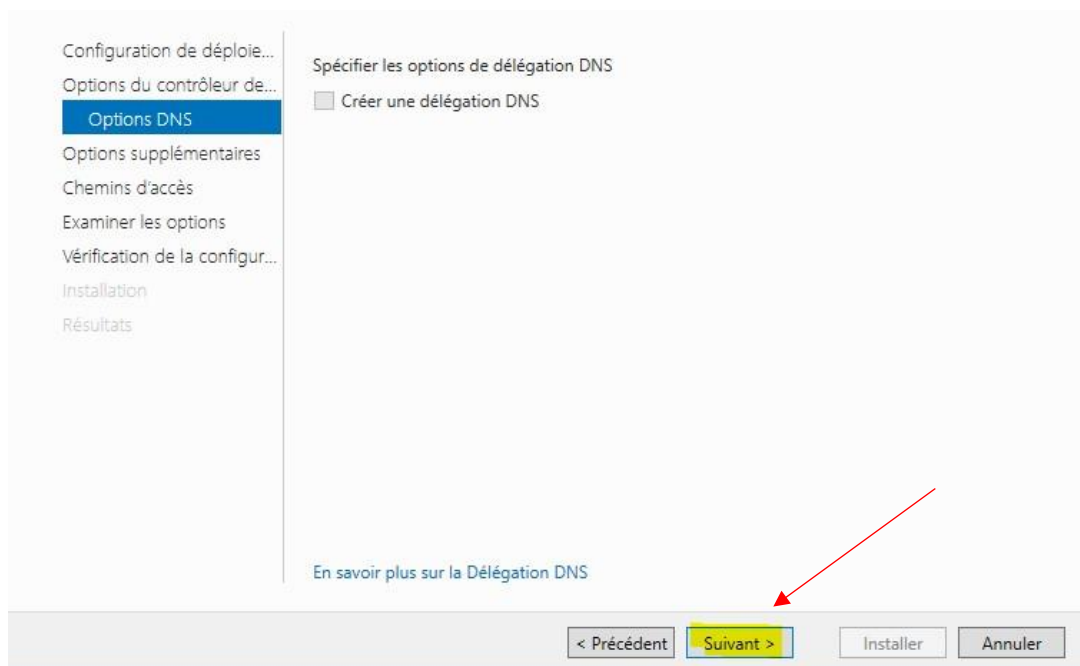 Configuration de déploie...
Options du contrôleur de...
Options DNS
Options supplémentaires
Chemins d'accès
Examiner les options
Vérification de la configur...
Installation
Résultats
Spécifier les options de délégation DNS
Créer une délégation DNS
En savoir plus sur la Délégation DNS
< Précédent Suivant > Installer Annuler